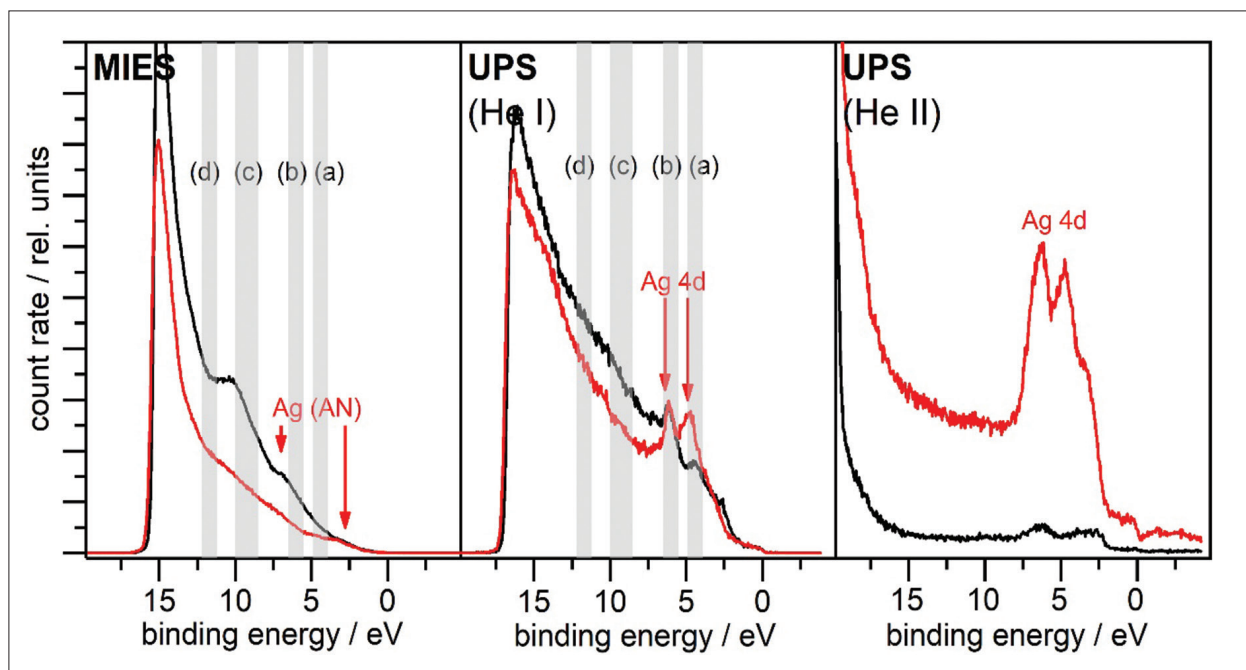 count rate / rel. units
MIES
(d) (c) (b) (a)
Ag (AN)
15 10 5 0
binding energy / eV
UPS
(He I)
(d) (c) (b) (a)
Ag 4d
15 10 5 0
binding energy / eV
UPS
(He II)
Ag 4d
15 10 5 0
binding energy / eV